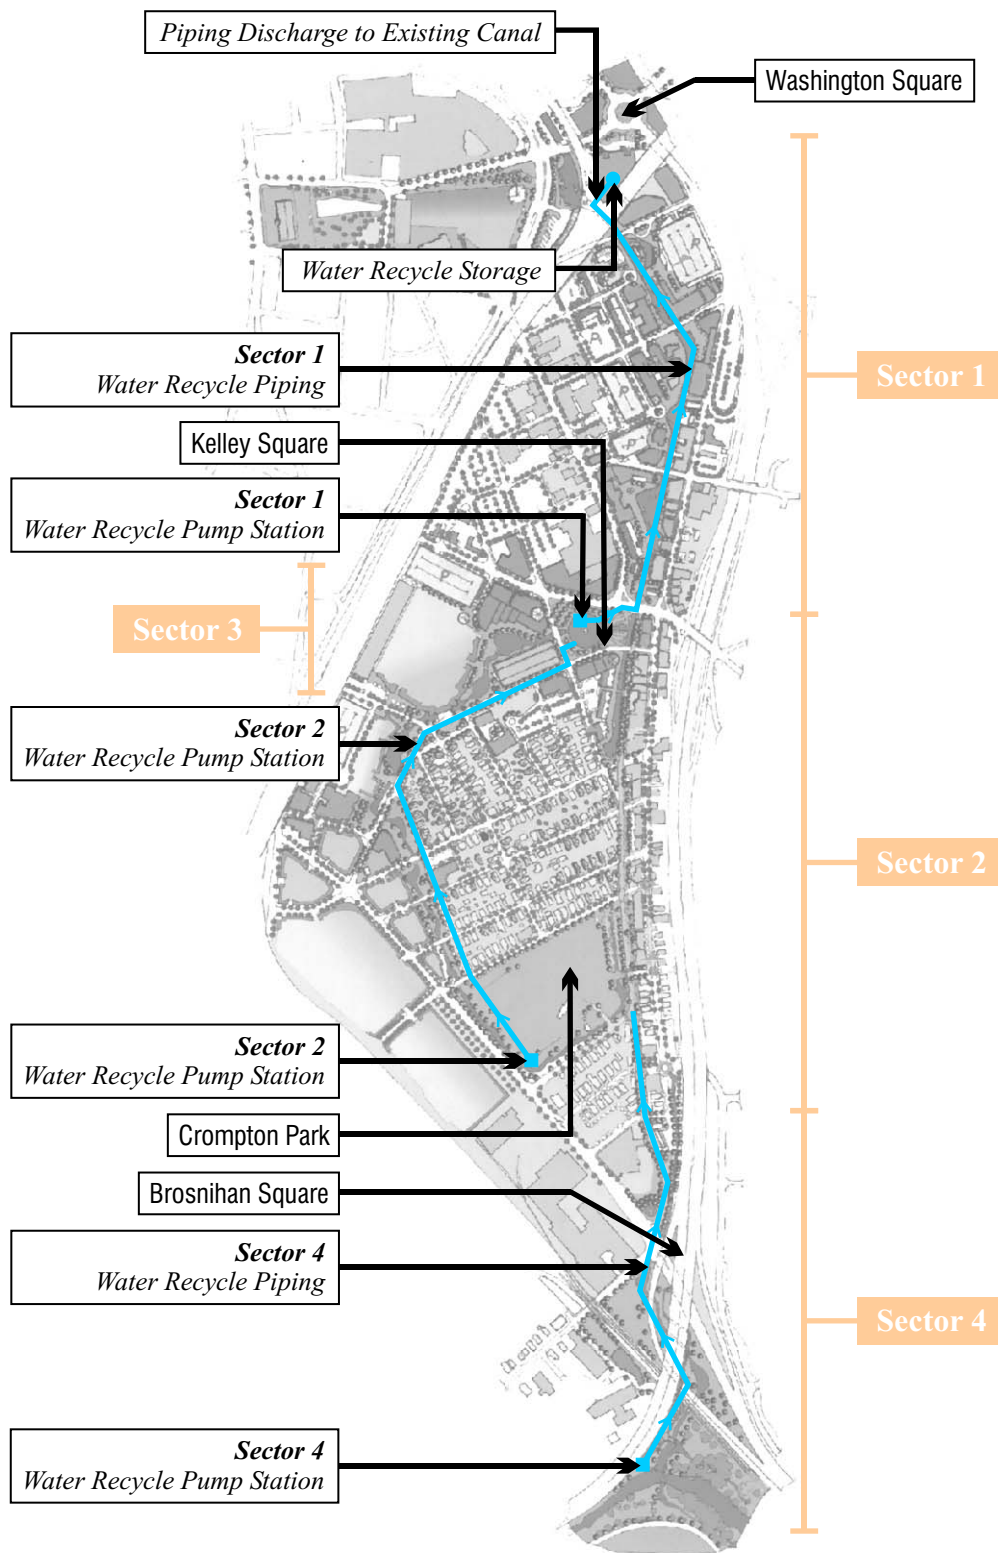 Piping Discharge to Existing Canal
Washington Square
Water Recycle Storage
Sector 1
Water Recycle Piping
Sector 1
Kelley Square
Sector 1
Water Recycle Pump Station
Sector 3
Sector 2
Water Recycle Pump Station
Sector 2
Sector 2
Water Recycle Pump Station
Crompton Park
Brosnihan Square
Sector 4
Water Recycle Piping
Sector 4
Sector 4
Water Recycle Pump Station